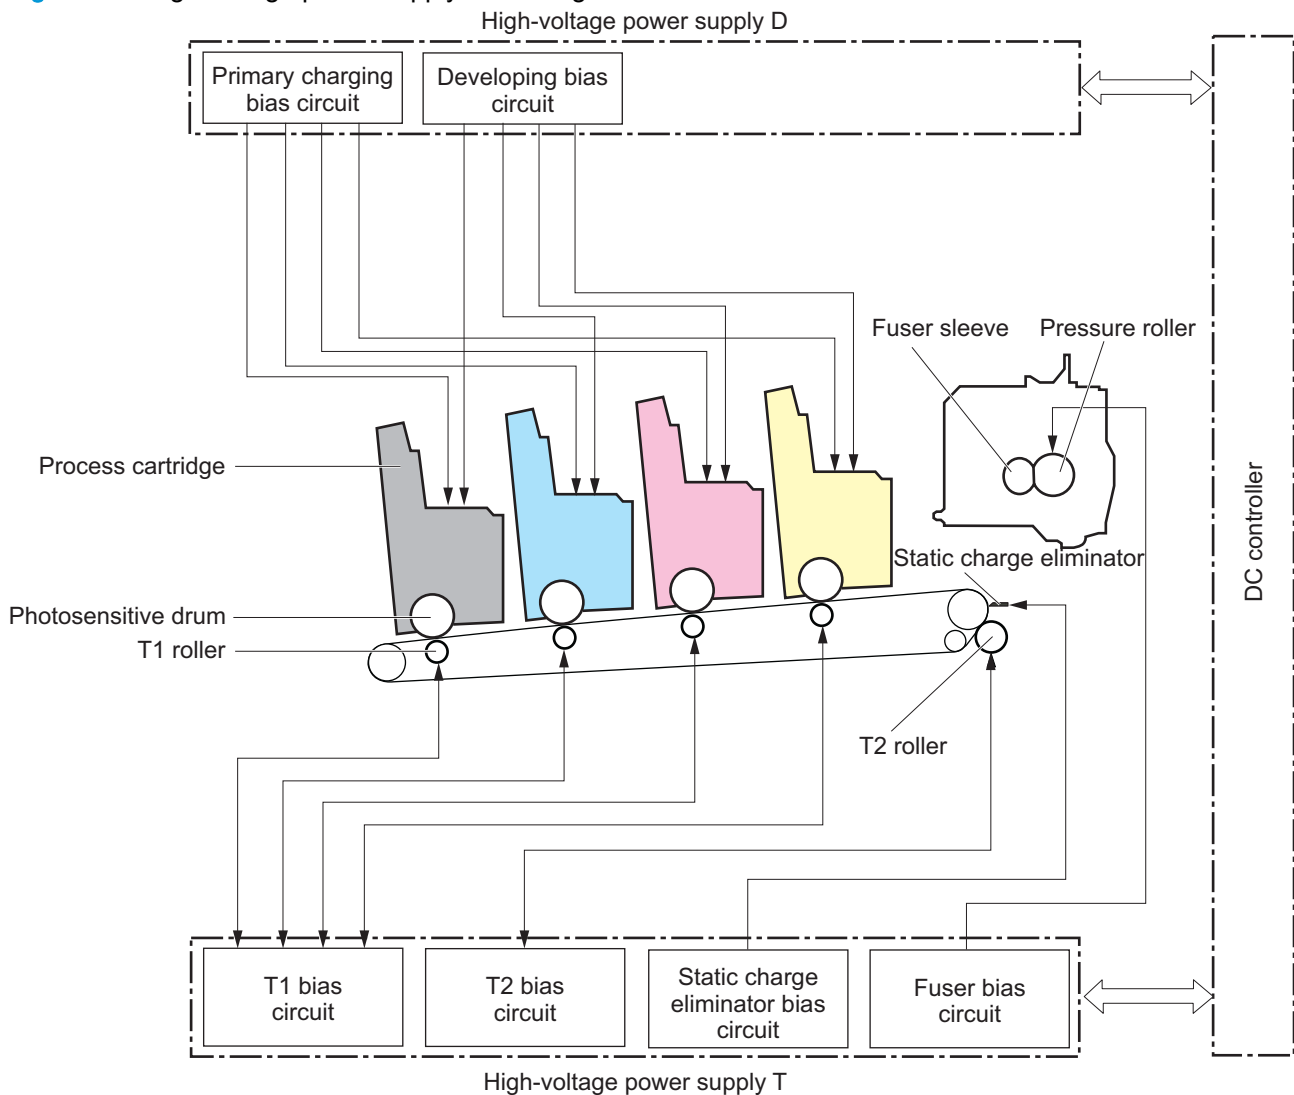 High-voltage power supply D
Primary charging
bias circuit
Developing bias
circuit
Fuser sleeve
Pressure roller
Process cartridge
DC controller
Static charge eliminator
Photosensitive drum
T1 roller
T2 roller
T1 bias
circuit
T2 bias
circuit
Static charge
eliminator bias
circuit
Fuser bias
circuit
High-voltage power supply T